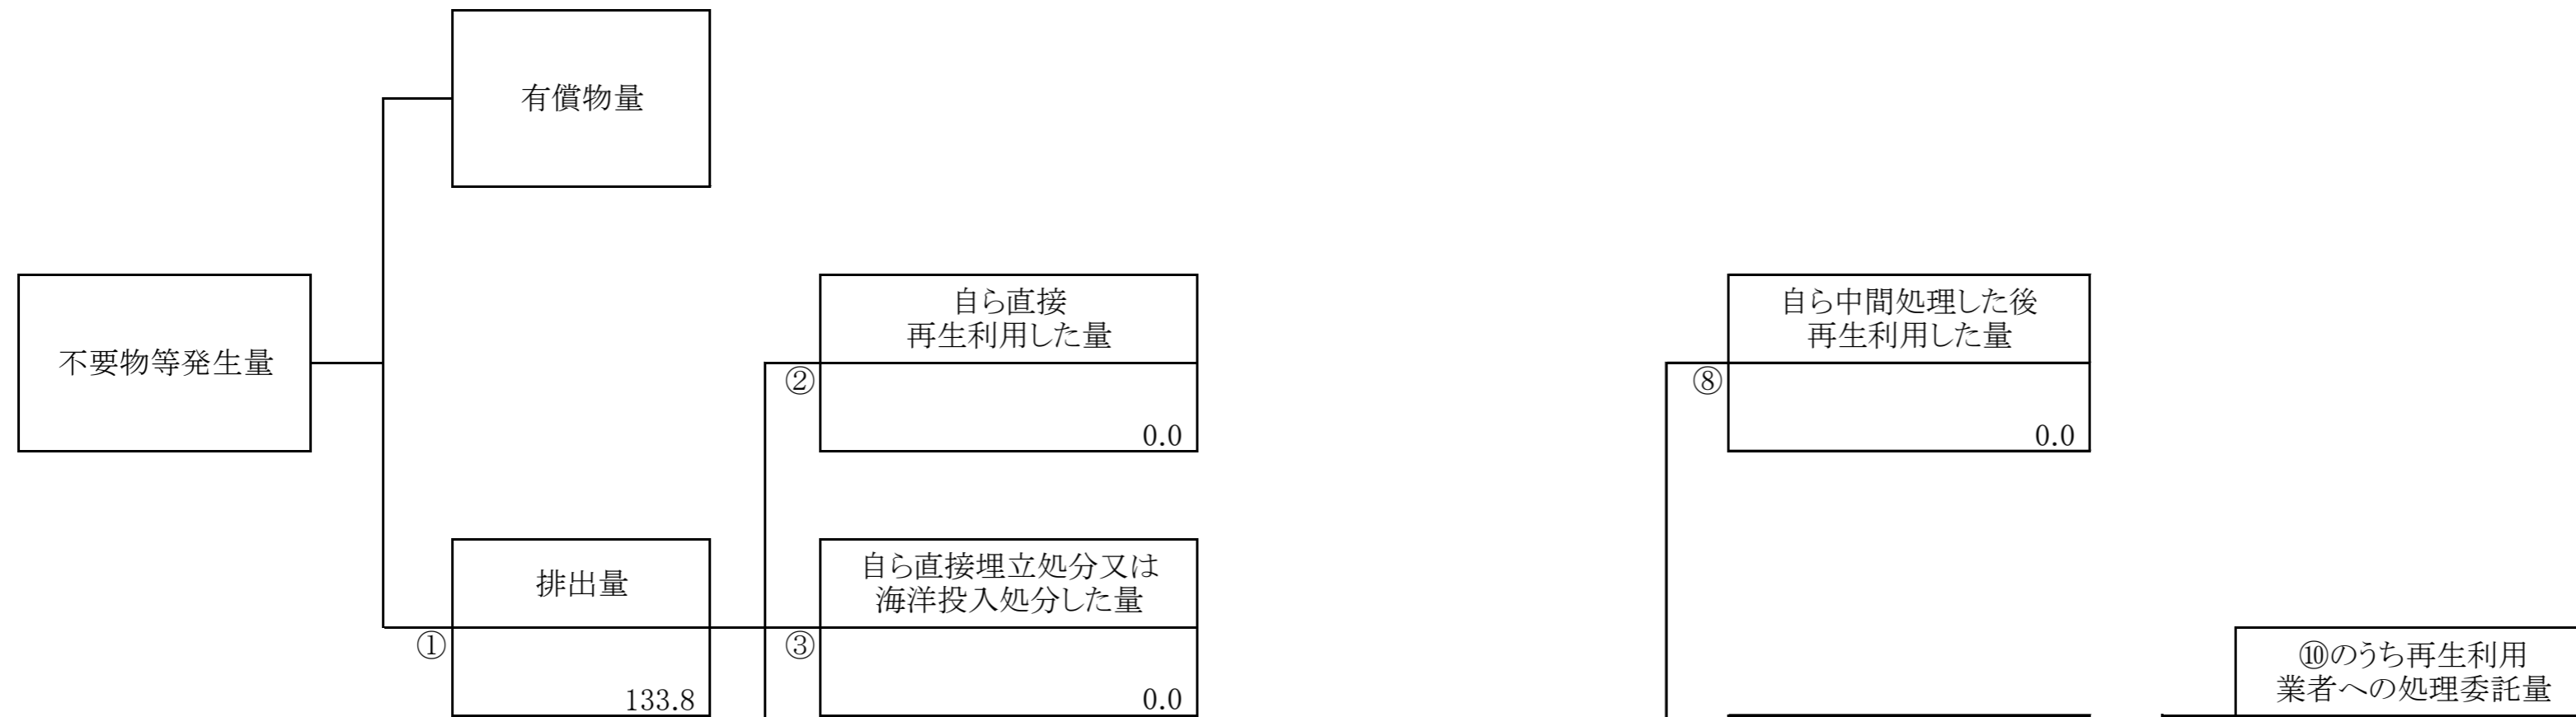 有償物量
不要物等発生量
自ら直接
再生利用した量
②
0.0
自ら中間処理した後
再生利用した量
⑧
0.0
排出量
①
133.8
自ら直接埋立処分又は
海洋投入処分した量
③
0.0
⑩のうち再生利用
業者への処理委託量